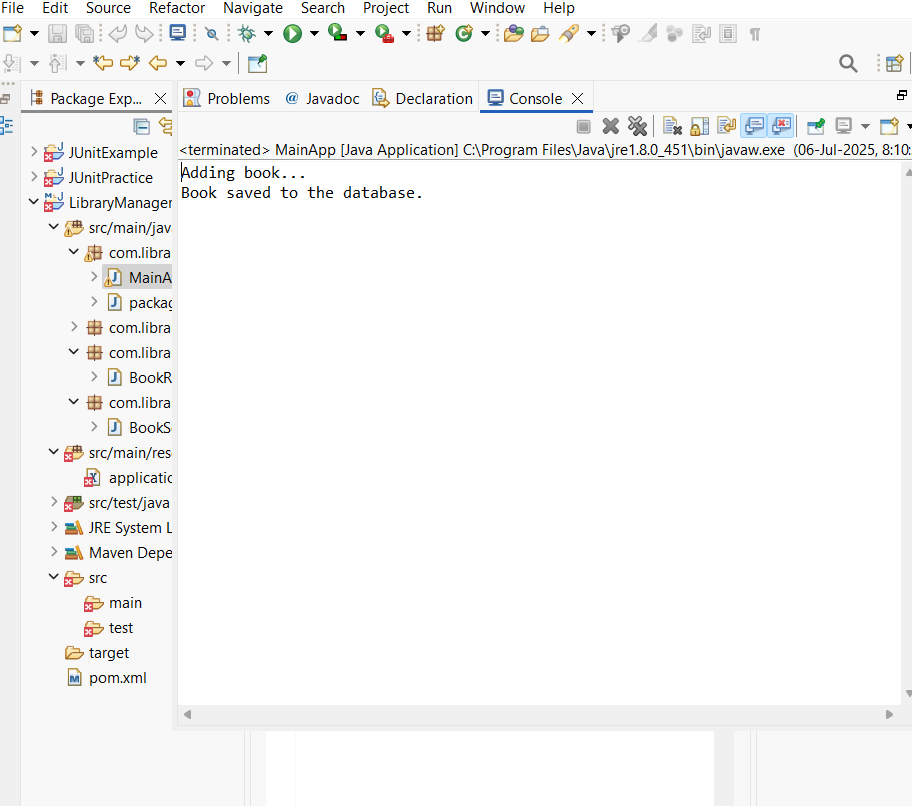 File Edit Source Refactor Navigate Search Project Run Window Help
Package Exp...
Problems @ Javadoc Declaration Console
<terminated> MainApp [Java Application] C:\Program Files\Java\jre1.8.0_451\bin\javaw.exe (06-Jul-2025, 8:10:
Adding book...
Book saved to the database.
JUnitExample
JUnitPractice
LibraryManager
src/main/jav
com.libra
MainA
packag
com.libra
com.libra
BookR
com.libra
BookS
src/main/res
applicatic
src/test/java
JRE System L
Maven Depe
src
main
test
target
pom.xml